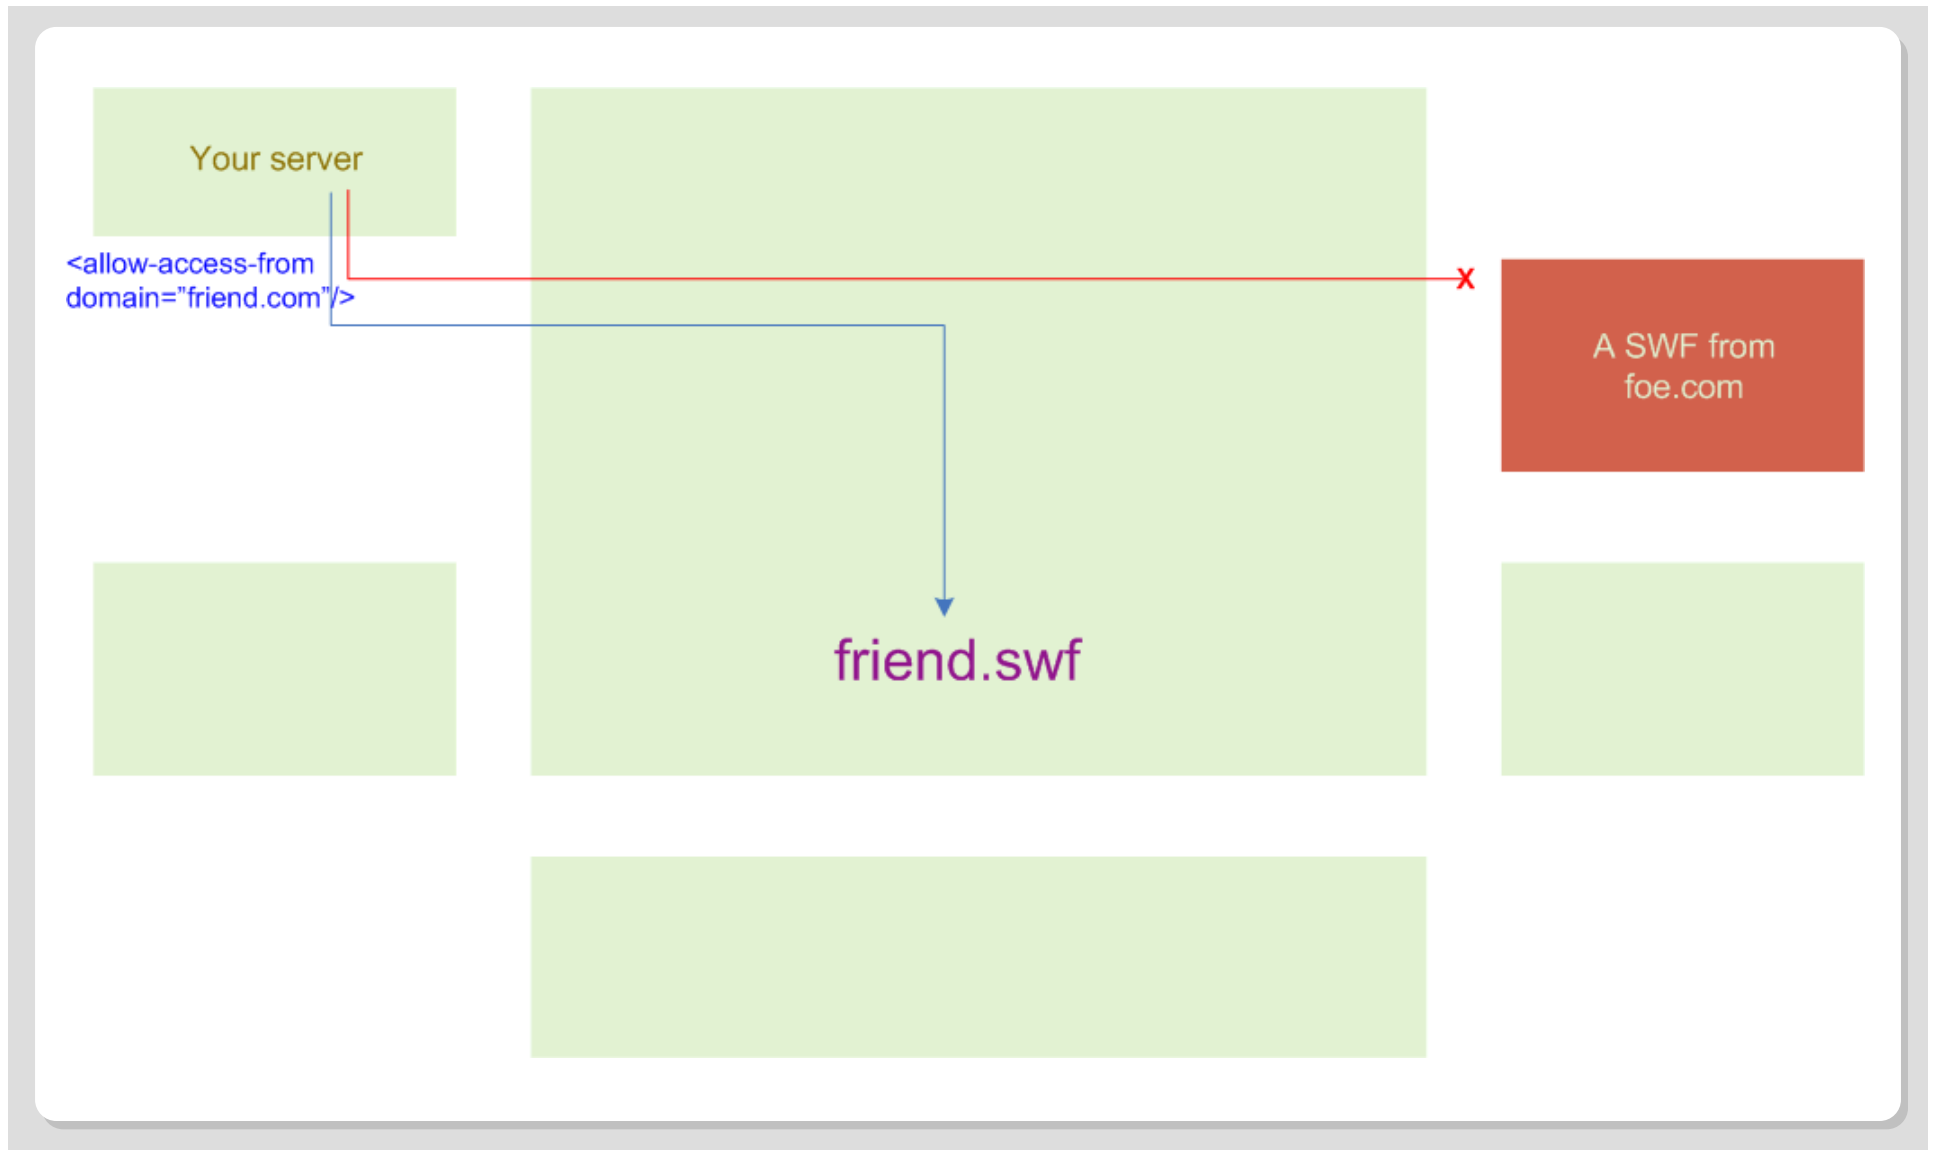 Your server
<allow-access-from
domain=”friend.com”/>
X
A SWF from
foe.com
friend.swf